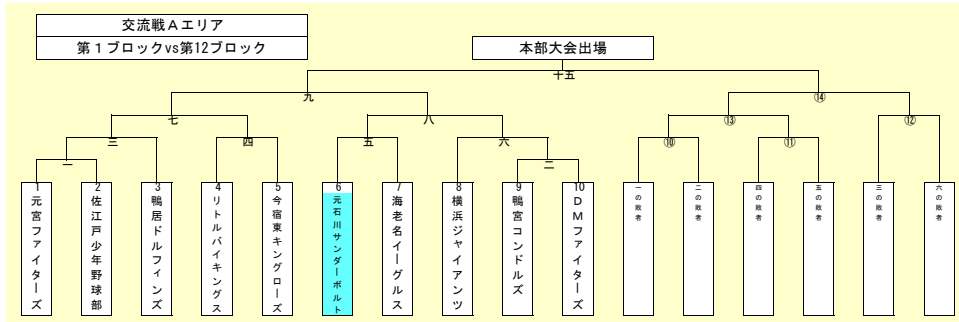 交流戦Ａエリア
第１ブロックvs第12ブロック
本部大会出場
十五
九
⑭
七
八
⑬
⑫
三
四
五
六
⑩
⑪
一
二
1 元宮ファイターズ
2 佐江戸少年野球部
3 鴨居ドルフィンズ
4 リトルバイキングス
5 今宿東キングローズ
6 元石川サンダーボルト
7 海老名イーグルス
8 横浜ジャイアンツ
9 鴨宮コンドルズ
10 ＤＭファイターズ
一の敗者
二の敗者
四の敗者
五の敗者
三の敗者
六の敗者